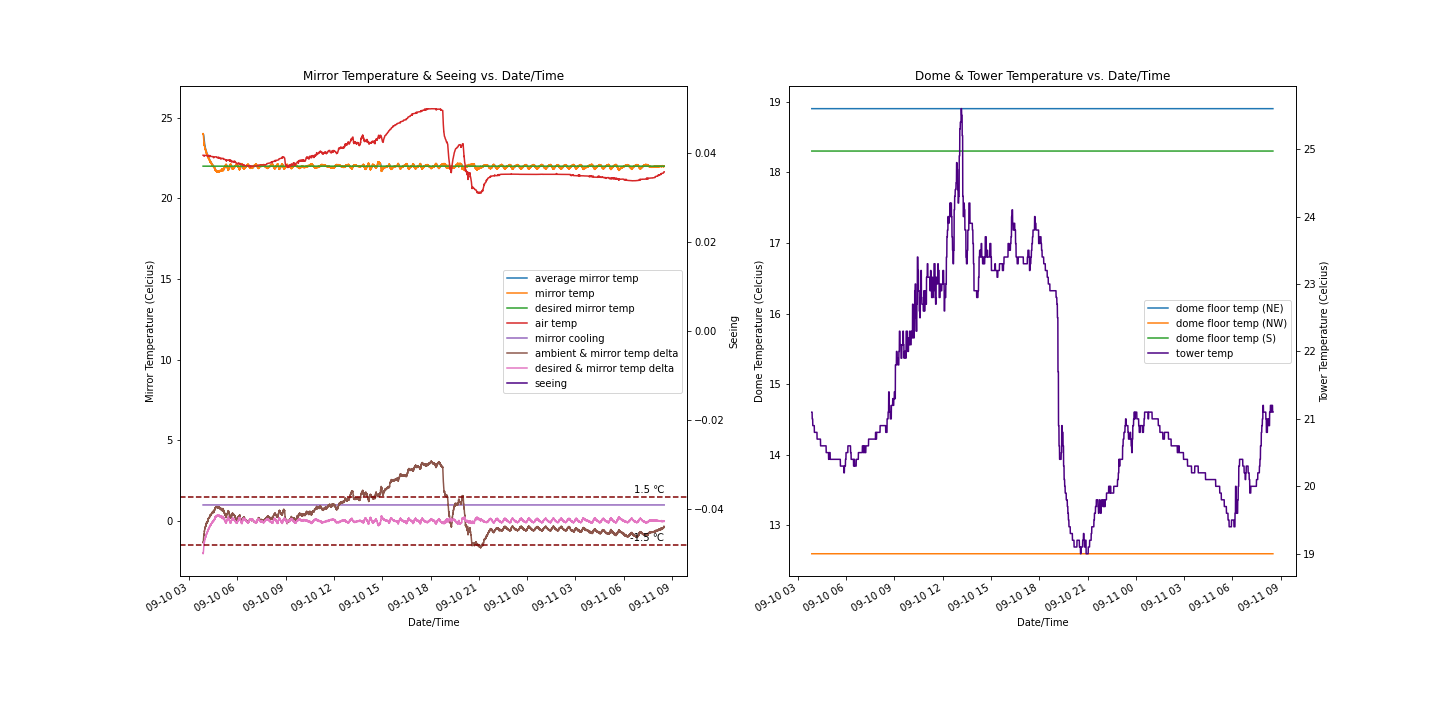 Mirror Temperature & Seeing vs. Date/Time
25
20
15
10
5
0
Mirror Temperature (Celcius)
0.04
0.02
0.00
−0.02
−0.04
Seeing
average mirror temp
mirror temp
desired mirror temp
air temp
mirror cooling
ambient & mirror temp delta
desired & mirror temp delta
seeing
1.5 °C
-1.5 °C
09-10 03
09-10 06
09-10 09
09-10 12
09-10 15
09-10 18
09-10 21
09-11 00
09-11 03
09-11 06
09-11 09
Date/Time
Dome & Tower Temperature vs. Date/Time
19
18
17
16
15
14
13
Dome Temperature (Celcius)
25
24
23
22
21
20
19
Tower Temperature (Celcius)
dome floor temp (NE)
dome floor temp (NW)
dome floor temp (S)
tower temp
09-10 03
09-10 06
09-10 09
09-10 12
09-10 15
09-10 18
09-10 21
09-11 00
09-11 03
09-11 06
09-11 09
Date/Time